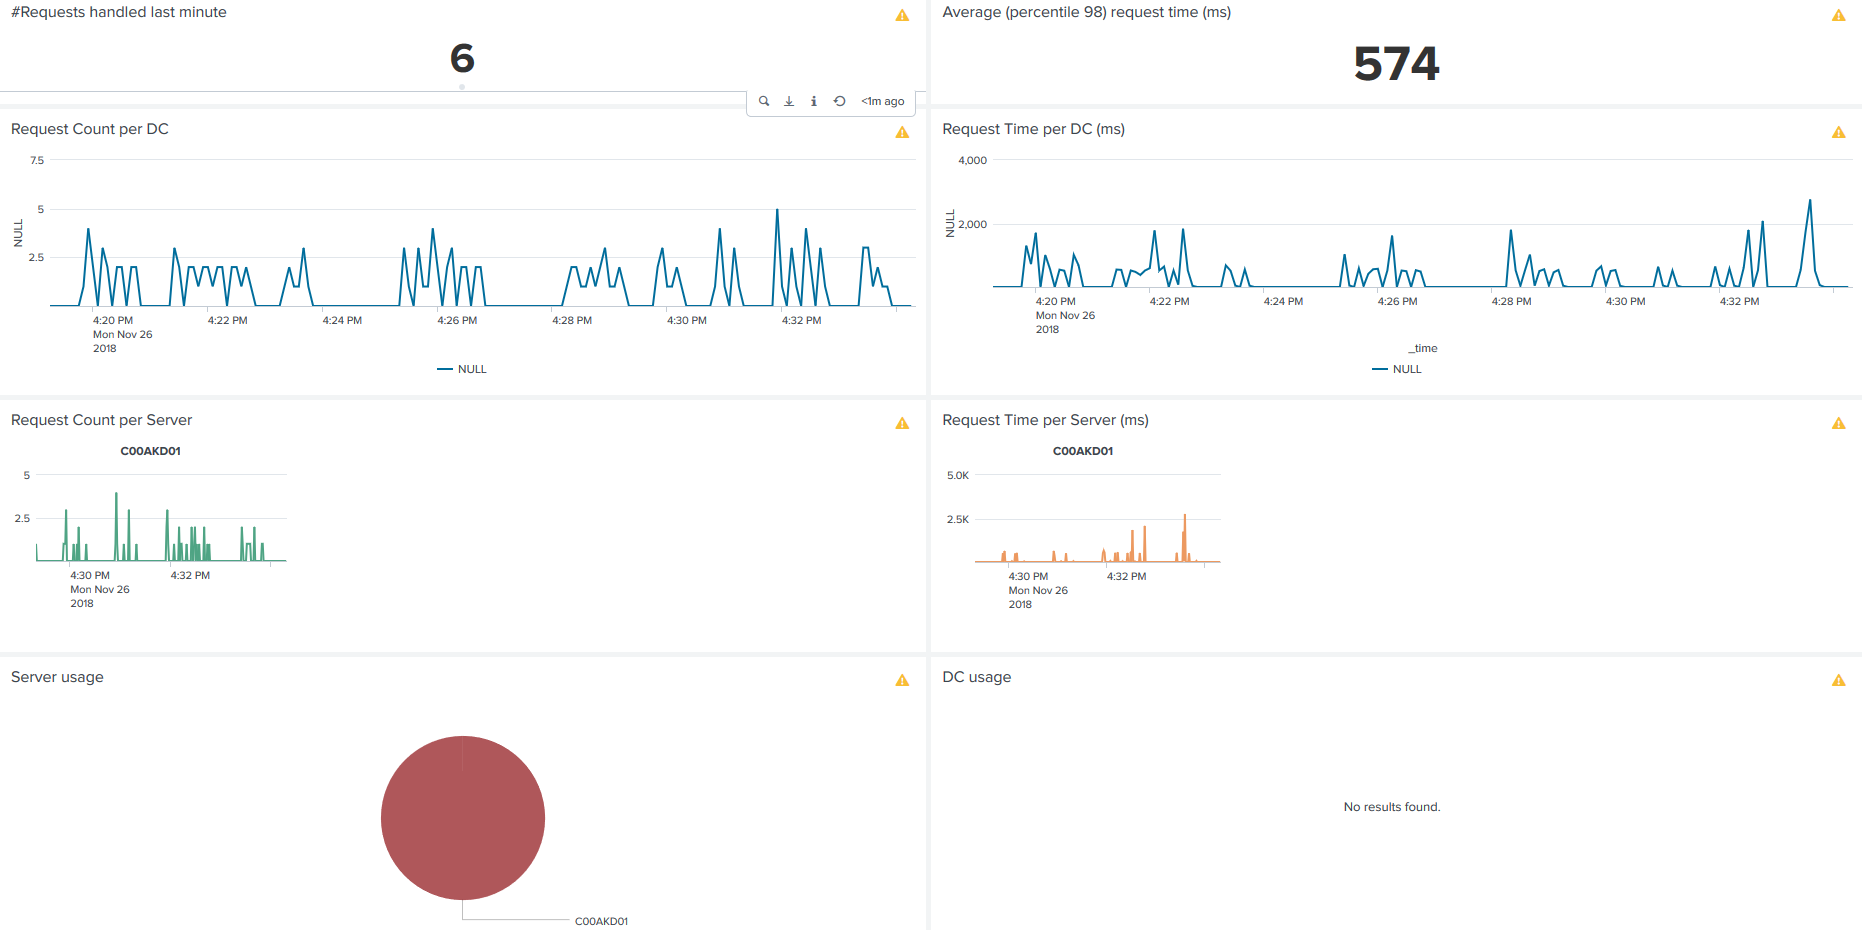 #Requests handled last minute
6
<1m ago
Average (percentile 98) request time (ms)
574
Request Count per DC
7.5
5
2.5
NULL
4:20 PM
Mon Nov 26
2018
4:22 PM
4:24 PM
4:26 PM
4:28 PM
4:30 PM
4:32 PM
NULL
Request Time per DC (ms)
4,000
2,000
NULL
4:20 PM
Mon Nov 26
2018
4:22 PM
4:24 PM
4:26 PM
4:28 PM
4:30 PM
4:32 PM
_time
NULL
Request Count per Server
C00AKD01
5
2.5
4:30 PM
Mon Nov 26
2018
4:32 PM
Request Time per Server (ms)
C00AKD01
5.0K
2.5K
4:30 PM
Mon Nov 26
2018
4:32 PM
Server usage
C00AKD01
DC usage
No results found.